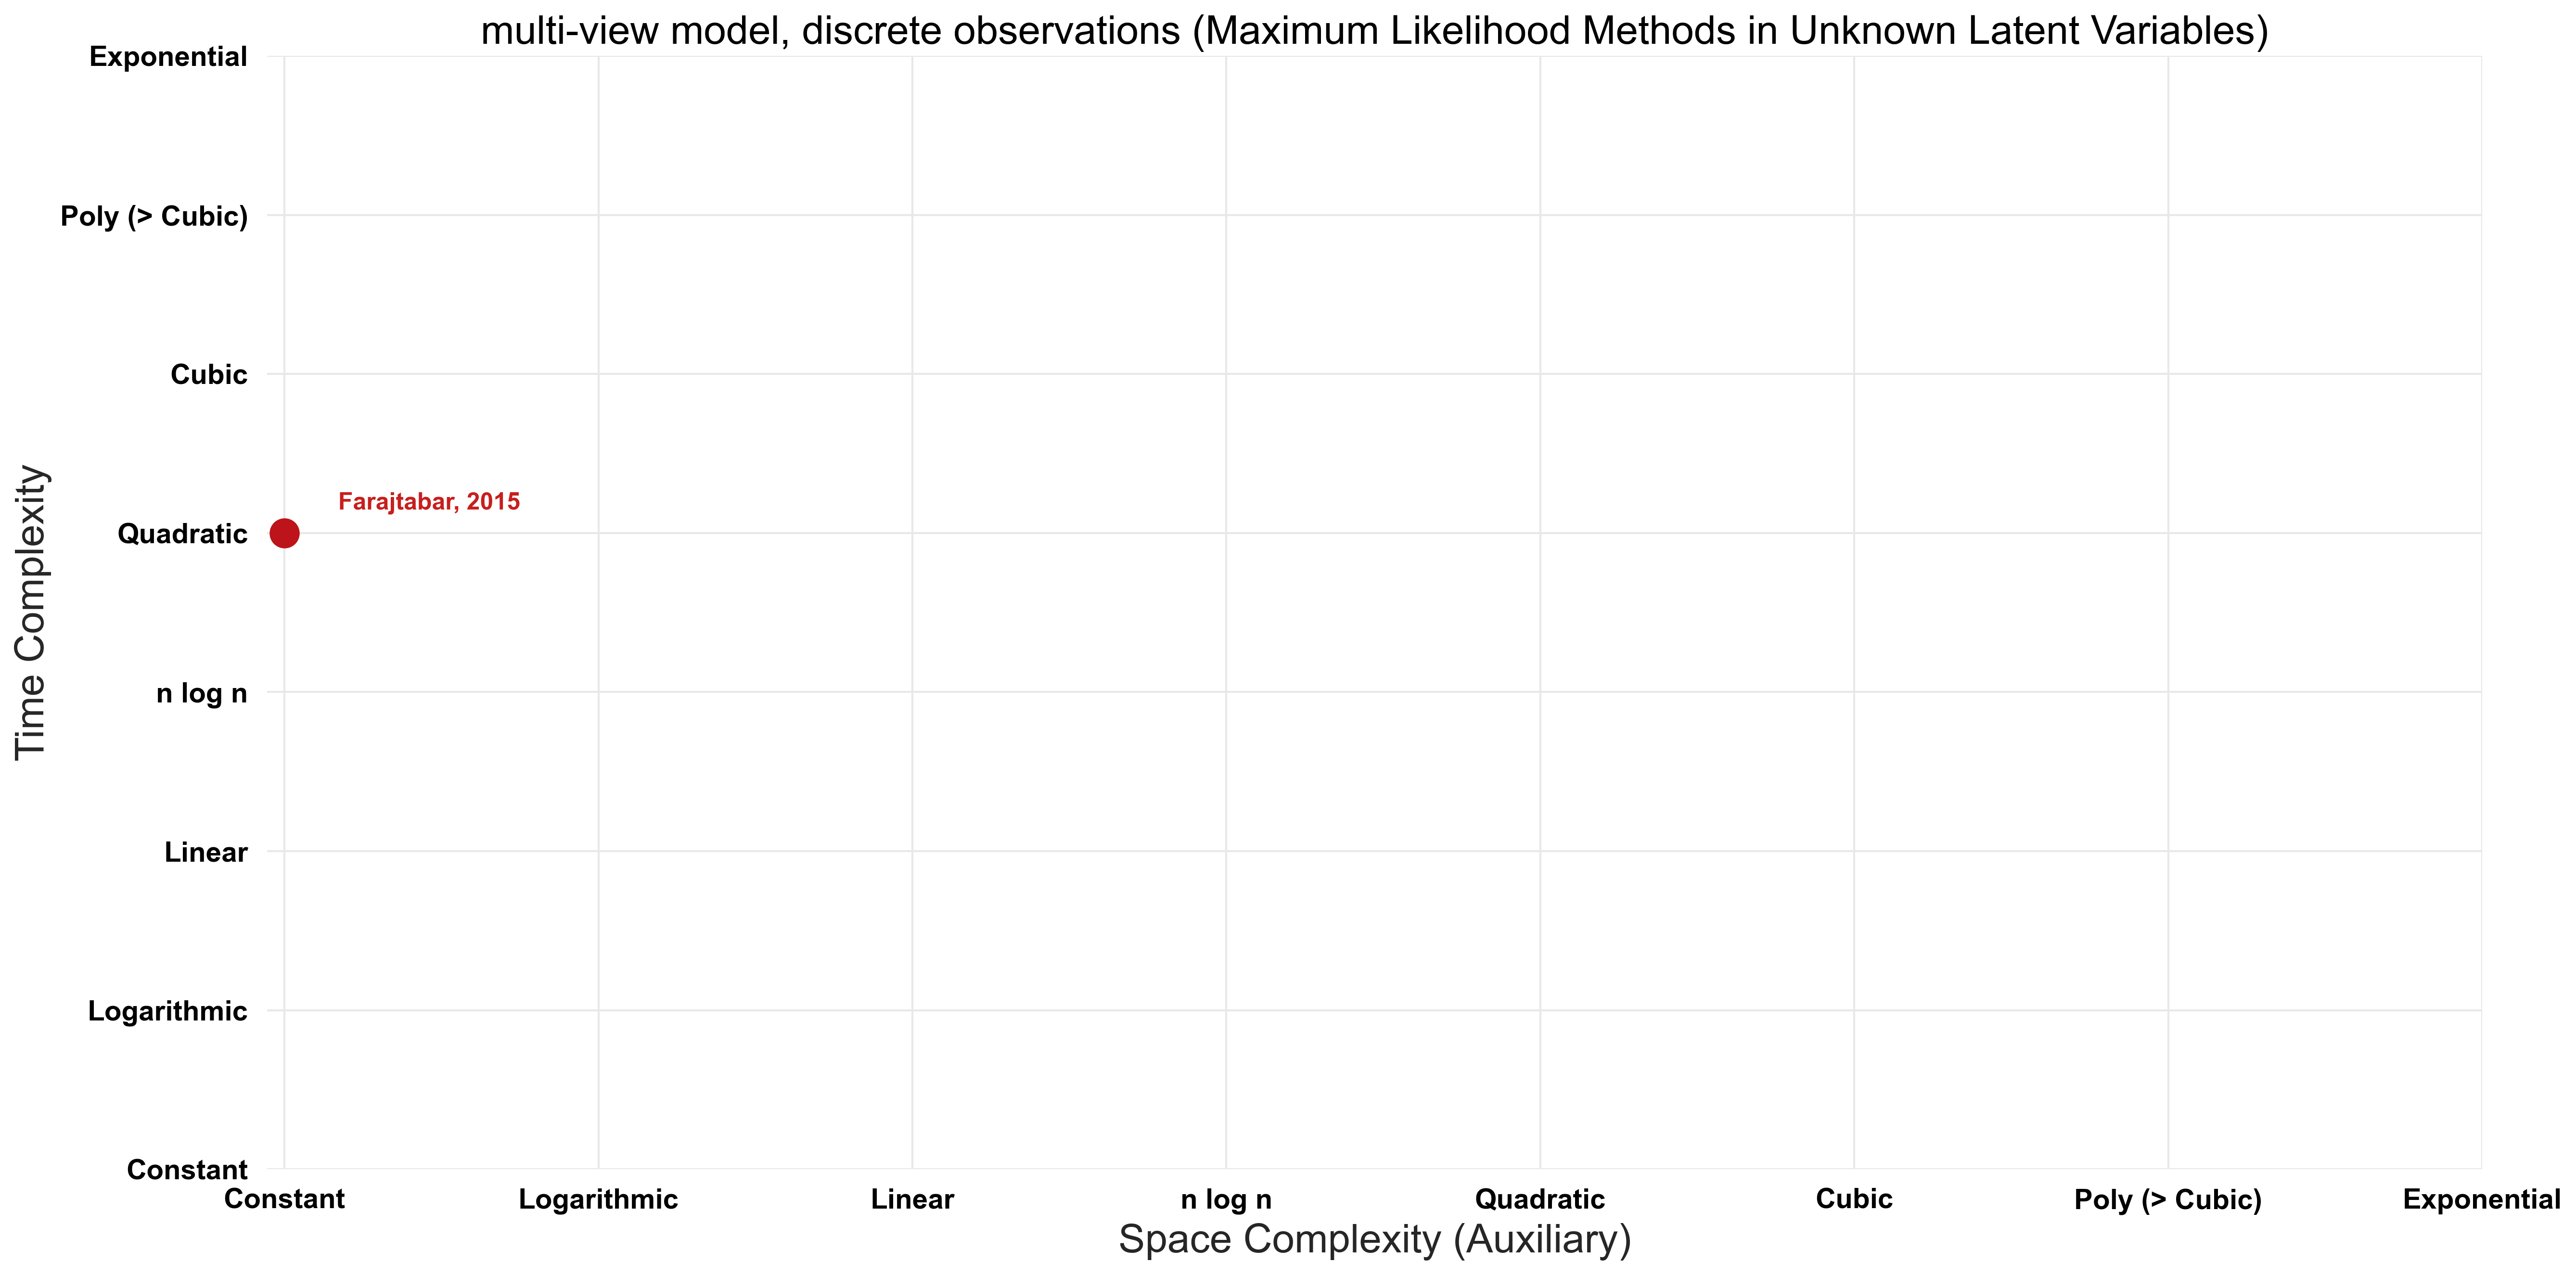 multi-view model, discrete observations (Maximum Likelihood Methods in Unknown Latent Variables)
Exponential
Poly (> Cubic)
Cubic
Quadratic
n log n
Linear
Logarithmic
Constant
Time Complexity
Farajtabar, 2015
Constant
Logarithmic
Linear
n log n
Quadratic
Cubic
Poly (> Cubic)
Exponential
Space Complexity (Auxiliary)